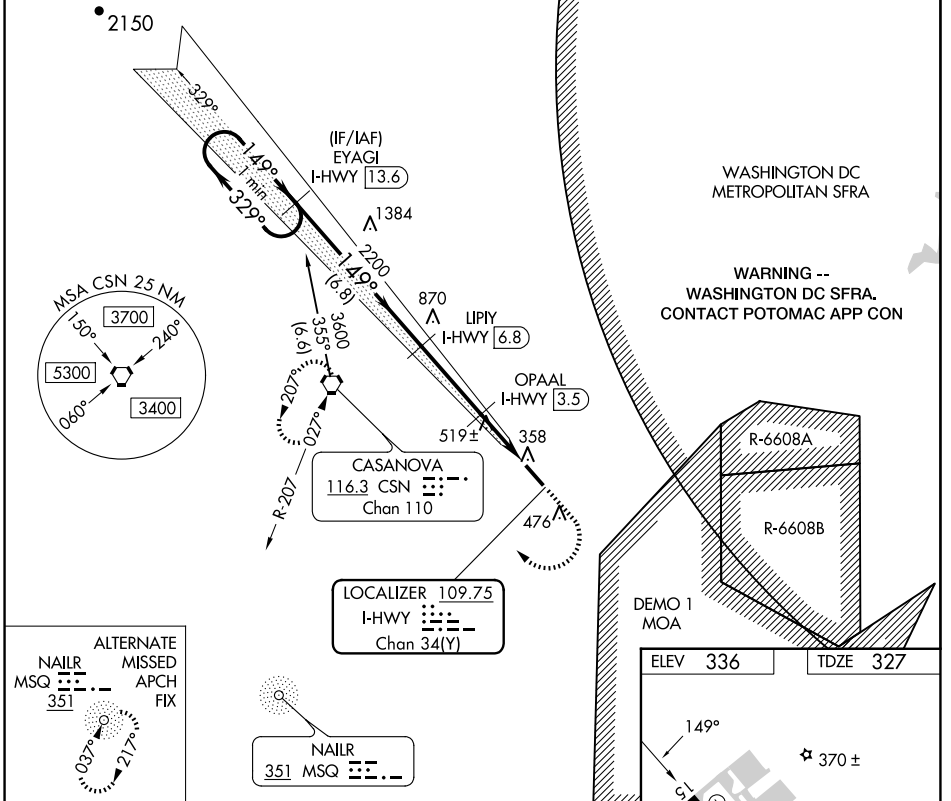 2150
329°
(IF/IAF)
EYAGI
I-HWY 13.6
149°
1 min
329°
1384
2200
149°
(6.8)
870
LIPIY
I-HWY 6.8
OPAAL
I-HWY 3.5
519 ±
358
476
WASHINGTON DC
METROPOLITAN SFRA
WARNING --
WASHINGTON DC SFRA.
CONTACT POTOMAC APP CON
MSA CSN 25 NM
3700
150°
240°
5300
060°
3400
3600
355°
(6.6)
207°
027°
R-207
CASANOVA
116.3 CSN
Chan 110
LOCALIZER 109.75
I-HWY
Chan 34(Y)
R-6608A
R-6608B
DEMO 1
MOA
ALTERNATE
MISSED
APCH
FIX
NAILR
MSQ
351
037°
217°
NAILR
351 MSQ
ELEV 336
TDZE 327
149°
370 ±
15